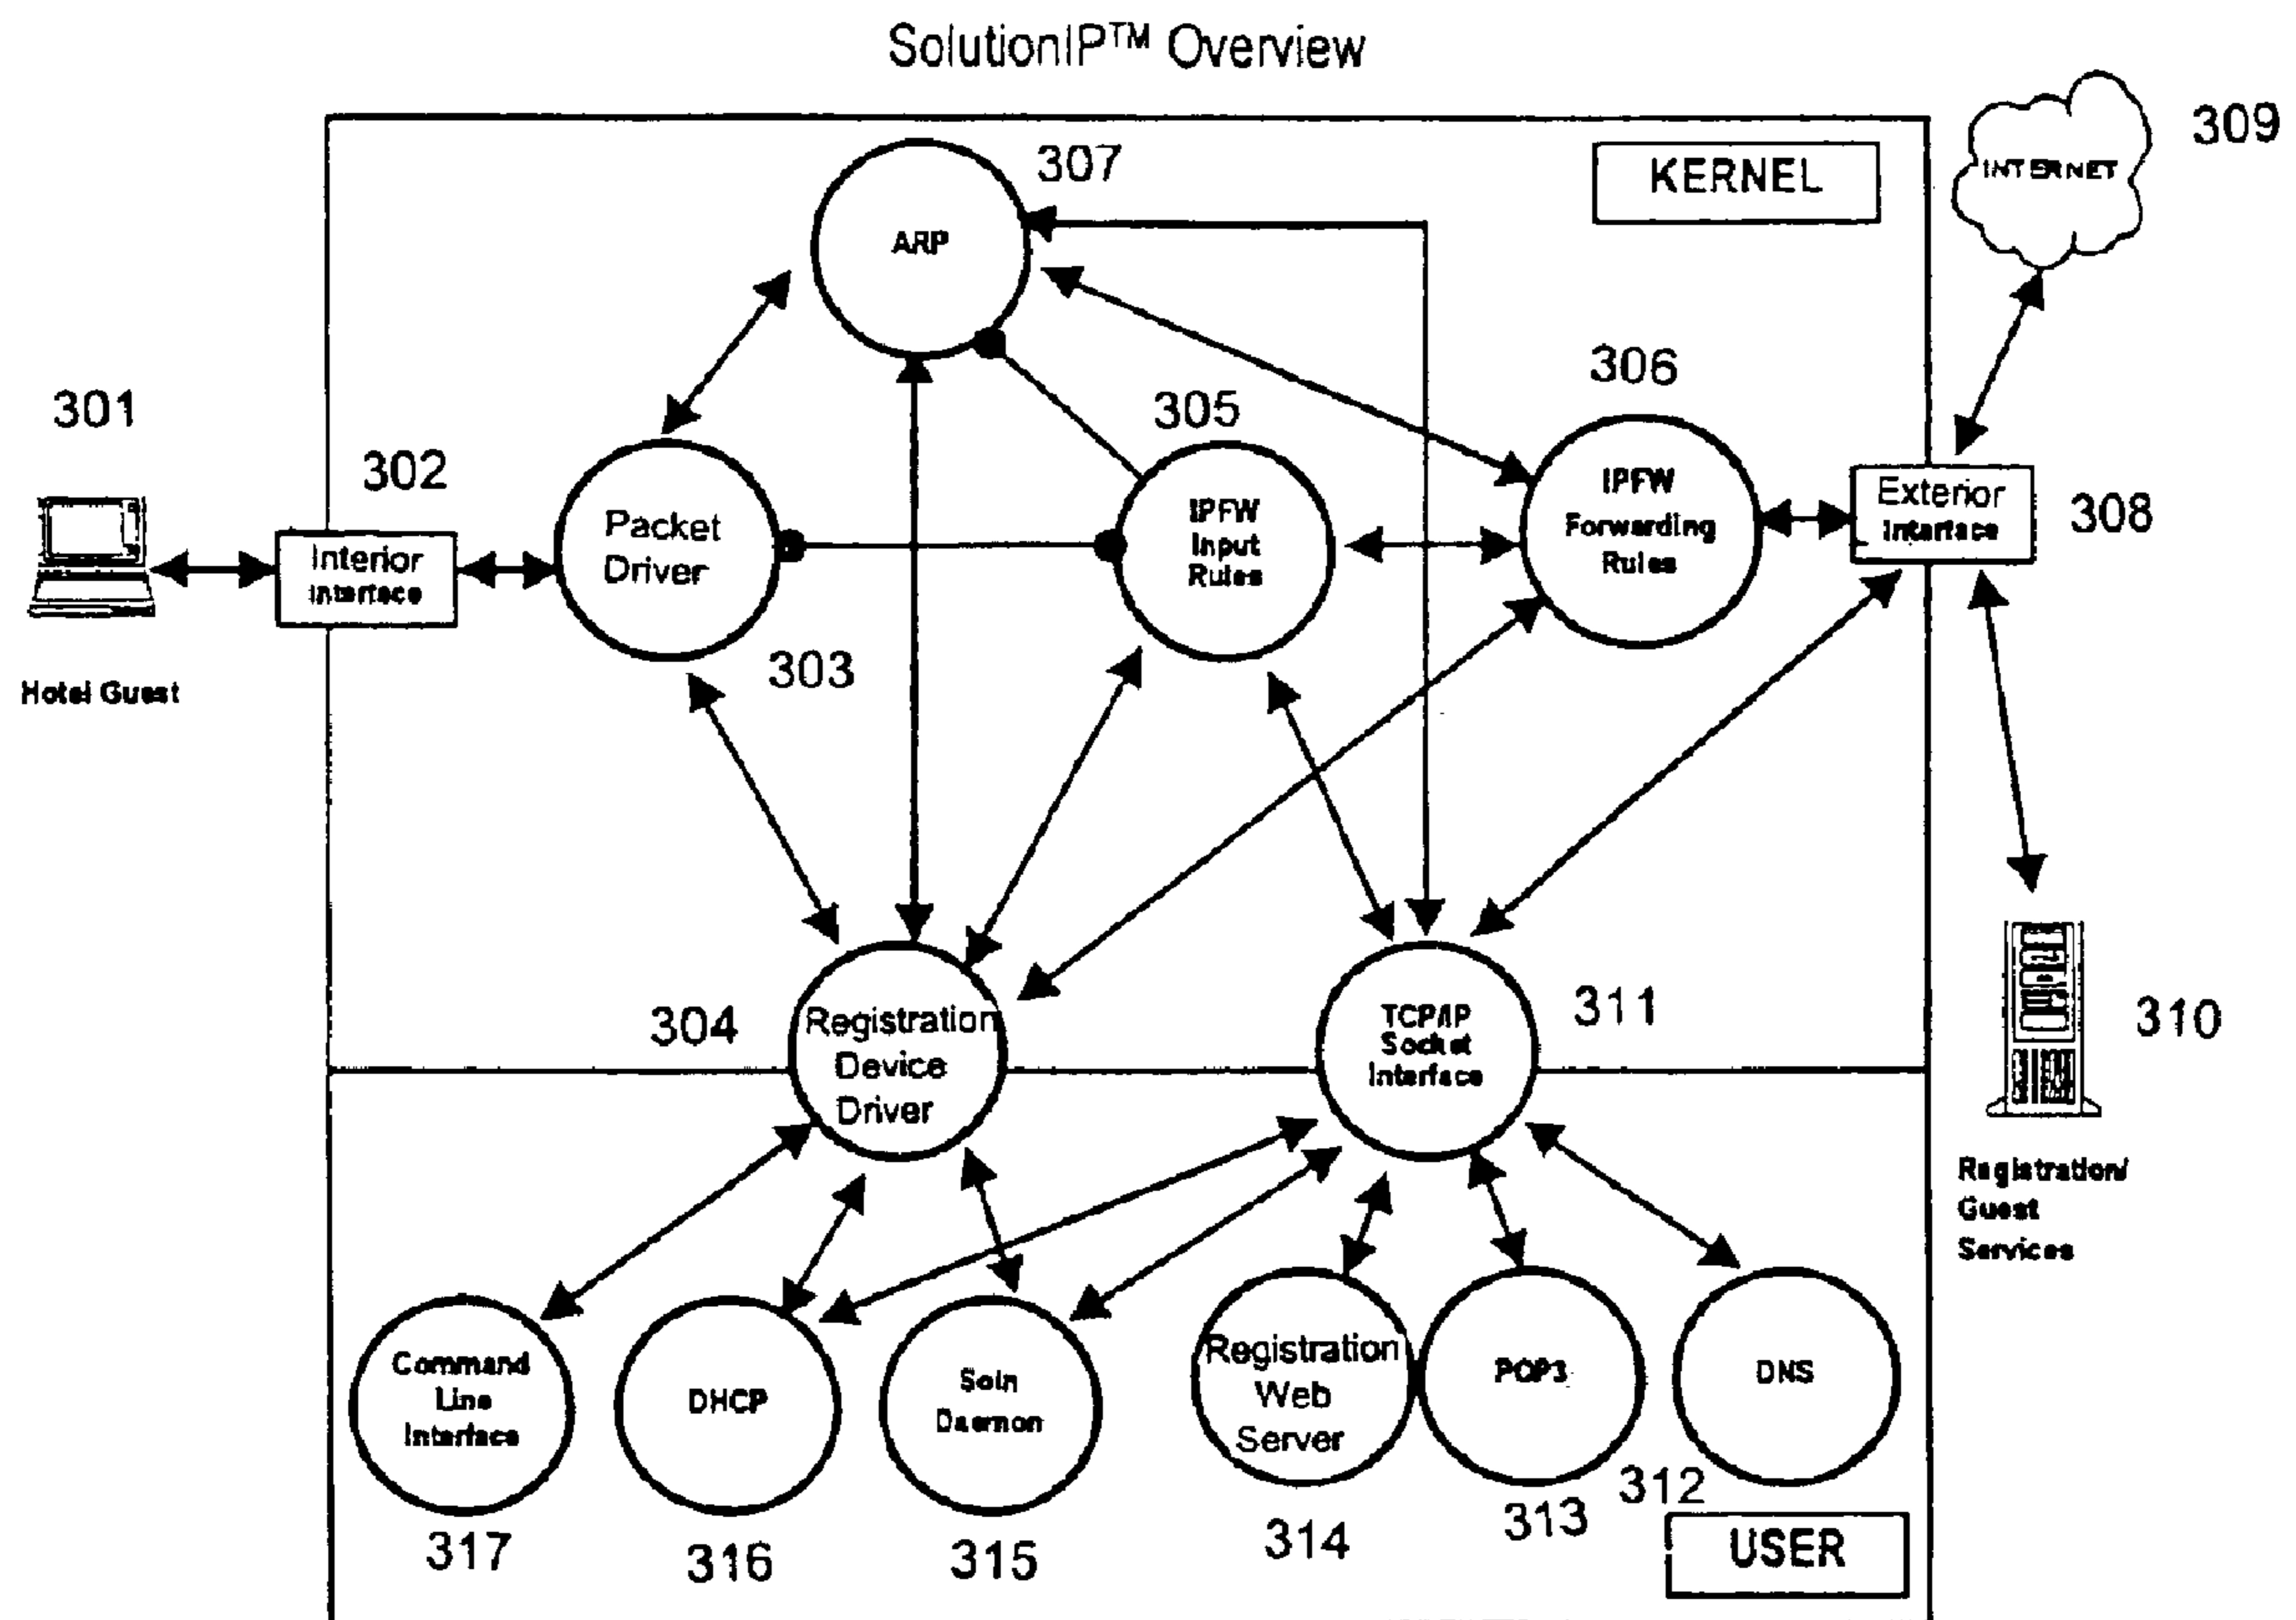 SolutionIP™ Overview
309
INTERNET
KERNEL
307
ARP
306
301
305
302
IPFW
Forwarding
Rules
Exterior
Interface
308
Packet
Driver
IPFW
Input
Rules
Interior
Interface
303
Hotel Guest
304
Registration
Device
Driver
311
TCP/IP
Socket
Interface
310
Registration/
Guest
Services
Command
Line
Interface
DHCP
Soln
Daemon
Registration
Web
Server
POP3
DNS
312
313
314
315
316
317
USER